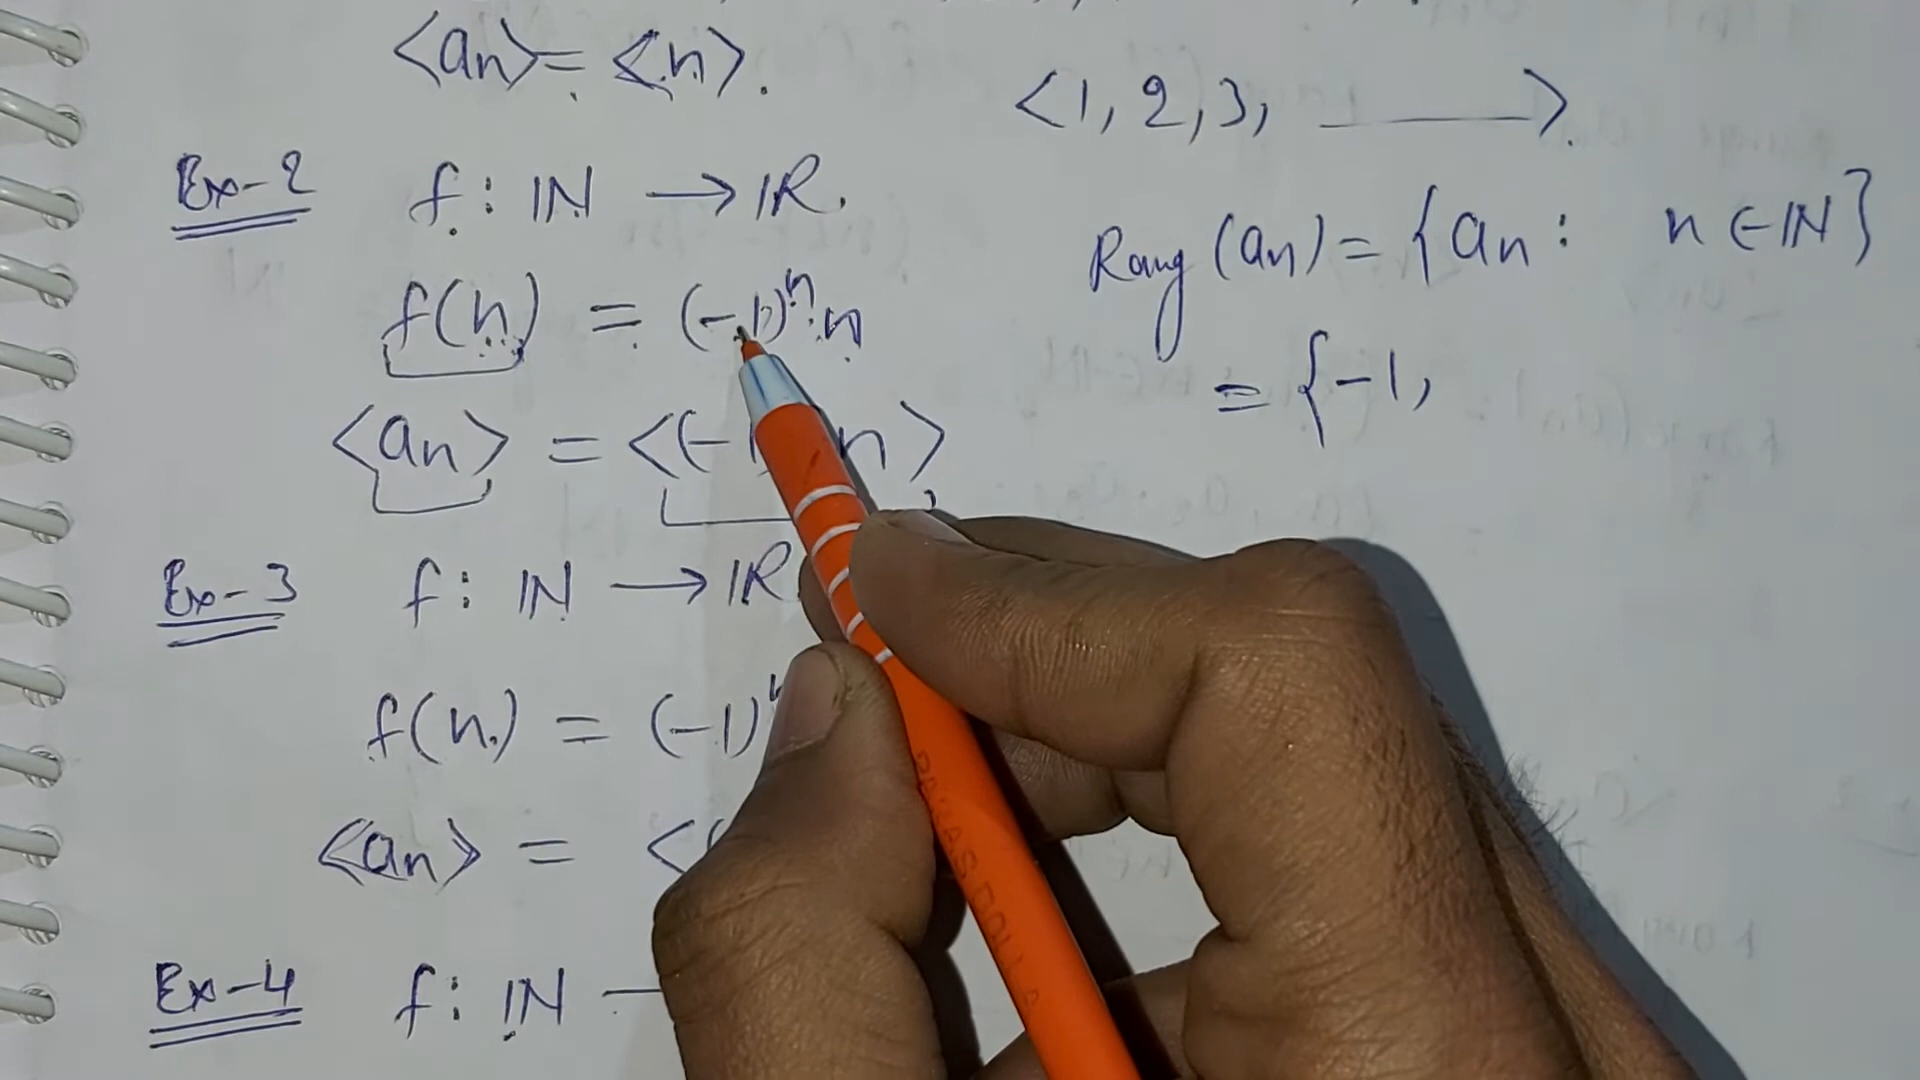 <an> = <n>.
<1, 2, 3, ———>.
Ex-2 f : IN → IR.
Rang (an) = {an : n ∈ IN}
f(n) = (-1)^n . n
= {-1,
<an> = <(-1 n>
Ex-3 f : IN → IR
f(n) = (-1)^n
<an> = <(
Ex-4 f : IN —